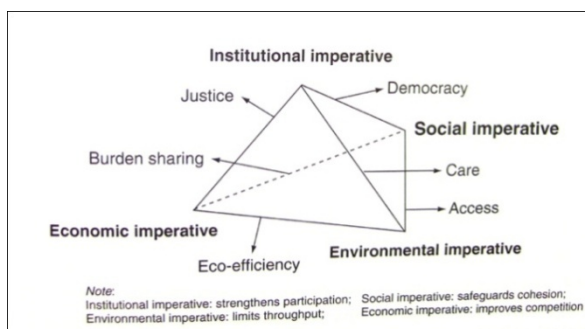 Institutional imperative
Justice
Democracy
Social imperative
Burden sharing
Care
Access
Economic imperative
Environmental imperative
Eco-efficiency
Note:
Institutional imperative: strengthens participation; Social imperative: safeguards cohesion;
Environmental imperative: limits throughput; Economic imperative: improves competition